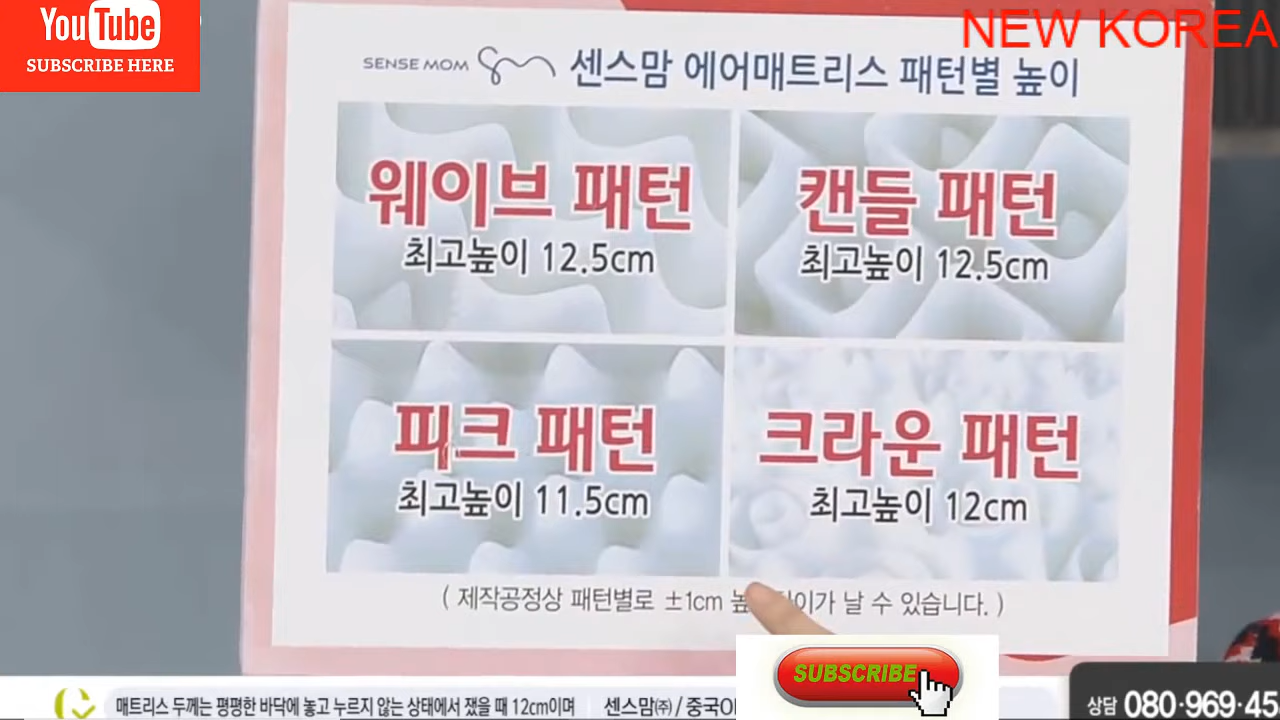 YouTube
SUBSCRIBE HERE
NEW KOREA
SENSE MOM 센스맘 에어매트리스 패턴별 높이
웨이브 패턴
최고높이 12.5cm
캔들 패턴
최고높이 12.5cm
피크 패턴
최고높이 11.5cm
크라운 패턴
최고높이 12cm
( 제작공정상 패턴별로 ±1cm 높 이가 날 수 있습니다. )
SUBSCRIBE
매트리스 두께는 평평한 바닥에 놓고 누르지 않는 상태에서 쟀을 때 12cm이며
센스맘㈜ / 중국
상담 080·969·45